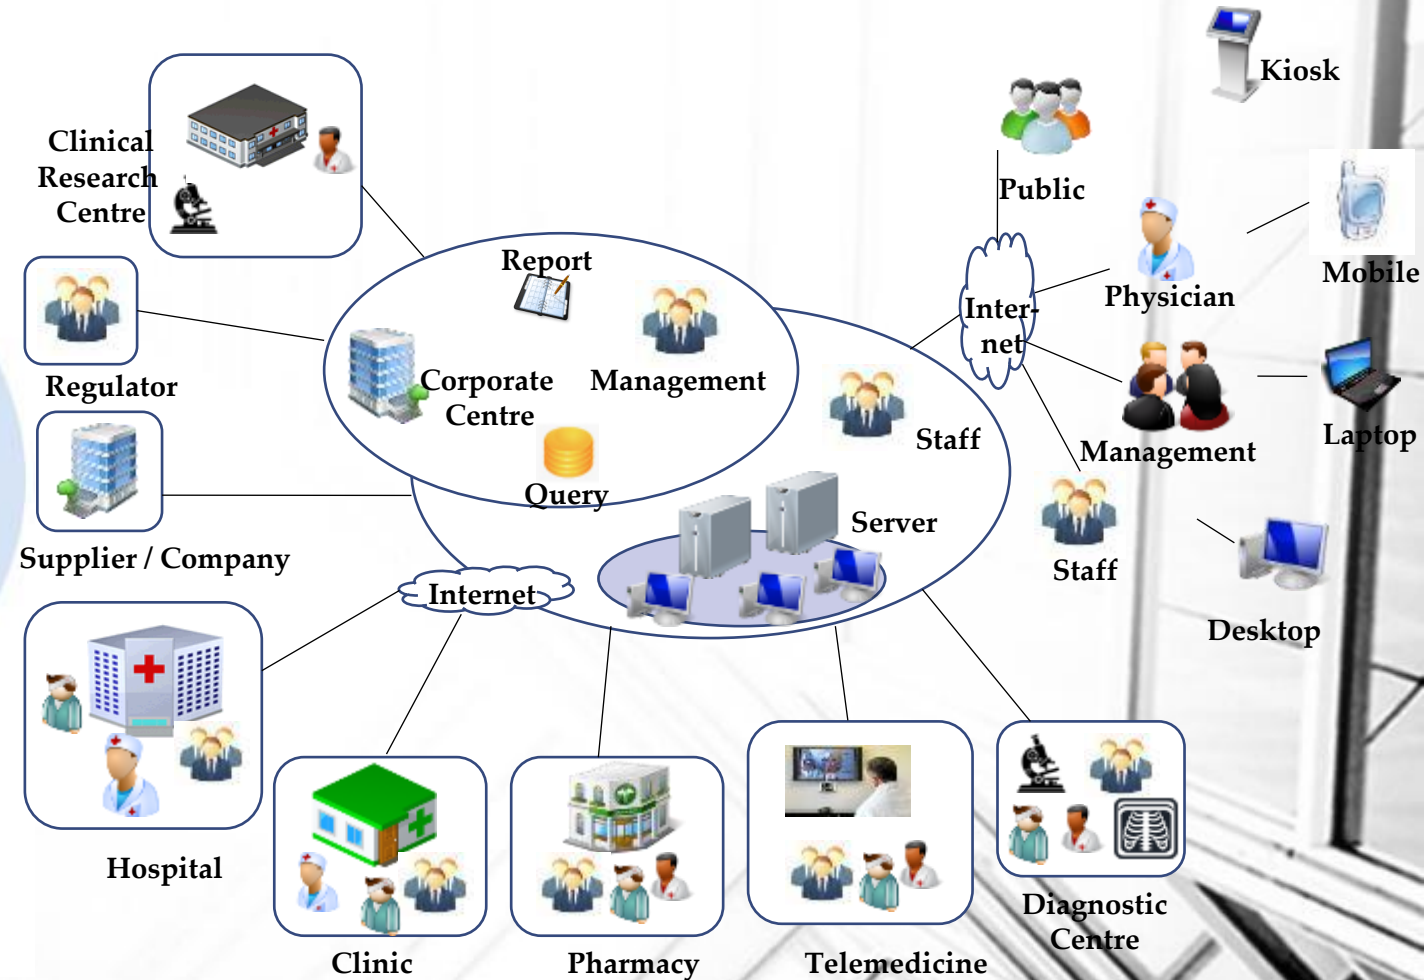 Kiosk
Clinical
Research
Centre
Public
Report
Mobile
Physician
Inter-
net
Regulator
Corporate
Centre
Management
Staff
Management
Laptop
Query
Server
Supplier / Company
Internet
Staff
Desktop
Hospital
Clinic
Pharmacy
Telemedicine
Diagnostic
Centre